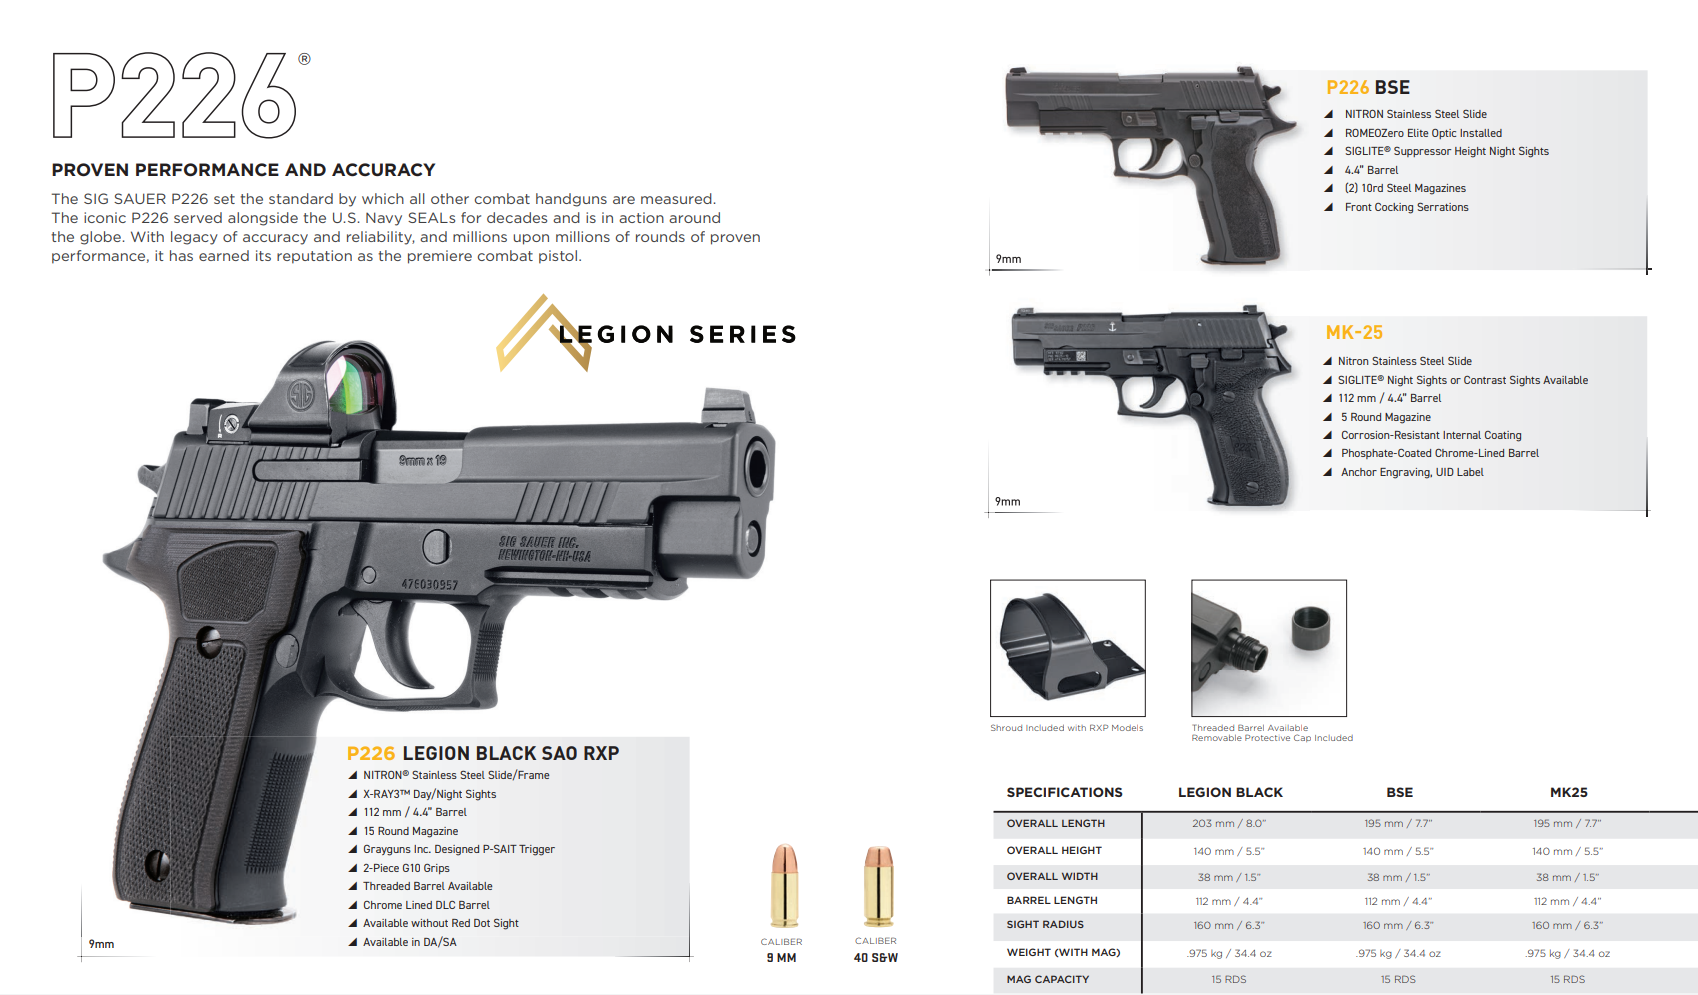 P226®
PROVEN PERFORMANCE AND ACCURACY
The SIG SAUER P226 set the standard by which all other combat handguns are measured.
The iconic P226 served alongside the U.S. Navy SEALs for decades and is in action around
the globe. With legacy of accuracy and reliability, and millions upon millions of rounds of proven
performance, it has earned its reputation as the premiere combat pistol.
LEGION SERIES
SIG
9mm x 19
SIG SAUER INC.
NEWINGTON-NH-USA
P226 LEGION BLACK SAO RXP
NITRON® Stainless Steel Slide/Frame
X-RAY3™ Day/Night Sights
112 mm / 4.4" Barrel
15 Round Magazine
Grayguns Inc. Designed P-SAIT Trigger
2-Piece G10 Grips
Threaded Barrel Available
Chrome Lined DLC Barrel
Available without Red Dot Sight
Available in DA/SA
9mm
CALIBER
9 MM
CALIBER
40 S&W
P226 BSE
NITRON Stainless Steel Slide
ROMEOZero Elite Optic Installed
SIGLITE® Suppressor Height Night Sights
4.4" Barrel
(2) 10rd Steel Magazines
Front Cocking Serrations
9mm
MK-25
Nitron Stainless Steel Slide
SIGLITE® Night Sights or Contrast Sights Available
112 mm / 4.4" Barrel
5 Round Magazine
Corrosion-Resistant Internal Coating
Phosphate-Coated Chrome-Lined Barrel
Anchor Engraving, UID Label
9mm
Shroud Included with RXP Models
Threaded Barrel Available
Removable Protective Cap Included
SPECIFICATIONS LEGION BLACK BSE MK25
OVERALL LENGTH 203 mm / 8.0" 195 mm / 7.7" 195 mm / 7.7"
OVERALL HEIGHT 140 mm / 5.5" 140 mm / 5.5" 140 mm / 5.5"
OVERALL WIDTH 38 mm / 1.5" 38 mm / 1.5" 38 mm / 1.5"
BARREL LENGTH 112 mm / 4.4" 112 mm / 4.4" 112 mm / 4.4"
SIGHT RADIUS 160 mm / 6.3" 160 mm / 6.3" 160 mm / 6.3"
WEIGHT (WITH MAG) .975 kg / 34.4 oz .975 kg / 34.4 oz .975 kg / 34.4 oz
MAG CAPACITY 15 RDS 15 RDS 15 RDS